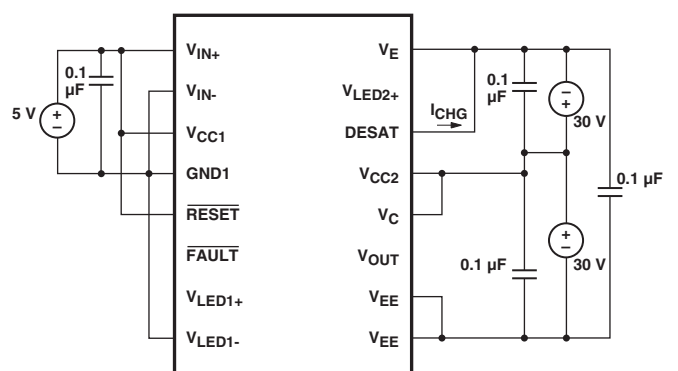 5 V
+
−
0.1
µF
V_IN+
V_IN-
V_CC1
GND1
RESET
FAULT
V_LED1+
V_LED1-
V_E
V_LED2+
DESAT
V_CC2
V_C
V_OUT
V_EE
V_EE
I_CHG
0.1
µF
−
+
30 V
0.1 µF
0.1 µF
+
−
30 V